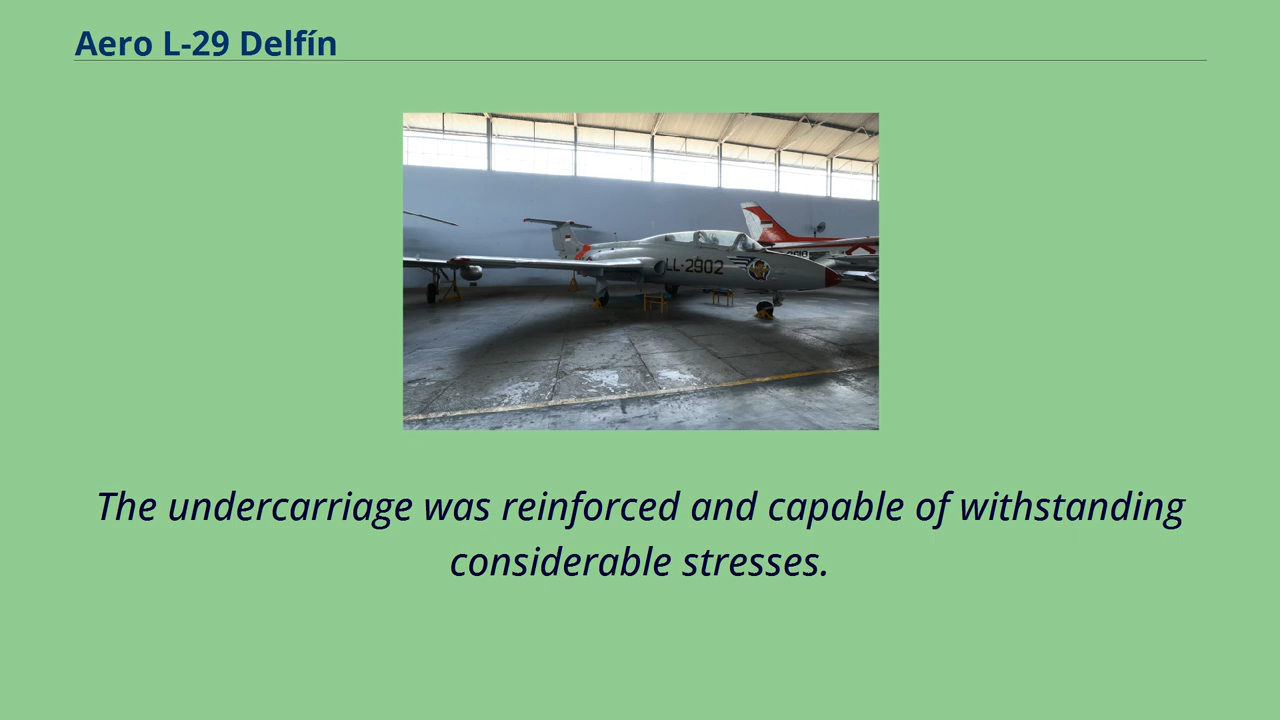 Aero L-29 Delfín
LL-2902
The undercarriage was reinforced and capable of withstanding
considerable stresses.